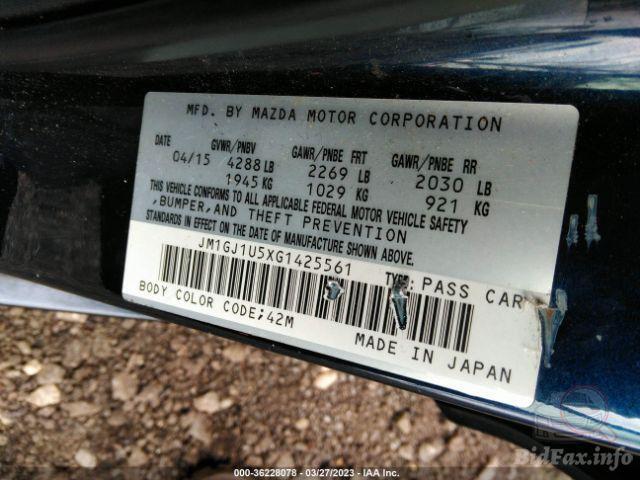 MFD. BY MAZDA MOTOR CORPORATION
DATE GVWR/PNBV GAWR/PNBE FRT GAWR/PNBE RR
04/15 4288 LB 2269 LB 2030 LB
1945 KG 1029 KG 921 KG
THIS VEHICLE CONFORMS TO ALL APPLICABLE FEDERAL MOTOR VEHICLE SAFETY
,BUMPER,AND THEFT PREVENTION
STANDARDS IN EFFECT ON THE DATE OF MANUFACTURE SHOWN ABOVE.
JM1GJ1U5XG1425561 TYPE: PASS CAR
BODY COLOR CODE;42M
MADE IN JAPAN
000-36228078 — 03/27/2023 — IAA Inc.
BidFax.info